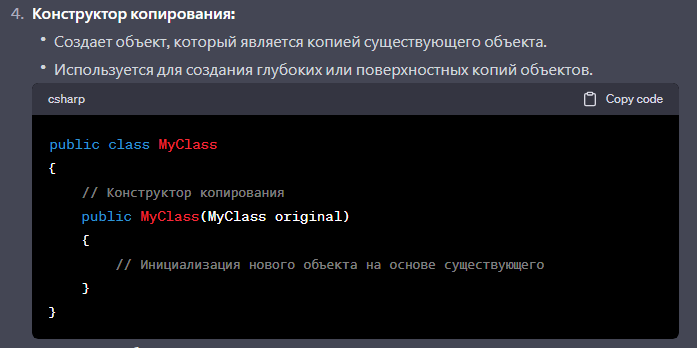 4. Конструктор копирования:
• Создает объект, который является копией существующего объекта.
• Используется для создания глубоких или поверхностных копий объектов.
csharp Copy code
public class MyClass
{
// Конструктор копирования
public MyClass(MyClass original)
{
// Инициализация нового объекта на основе существующего
}
}